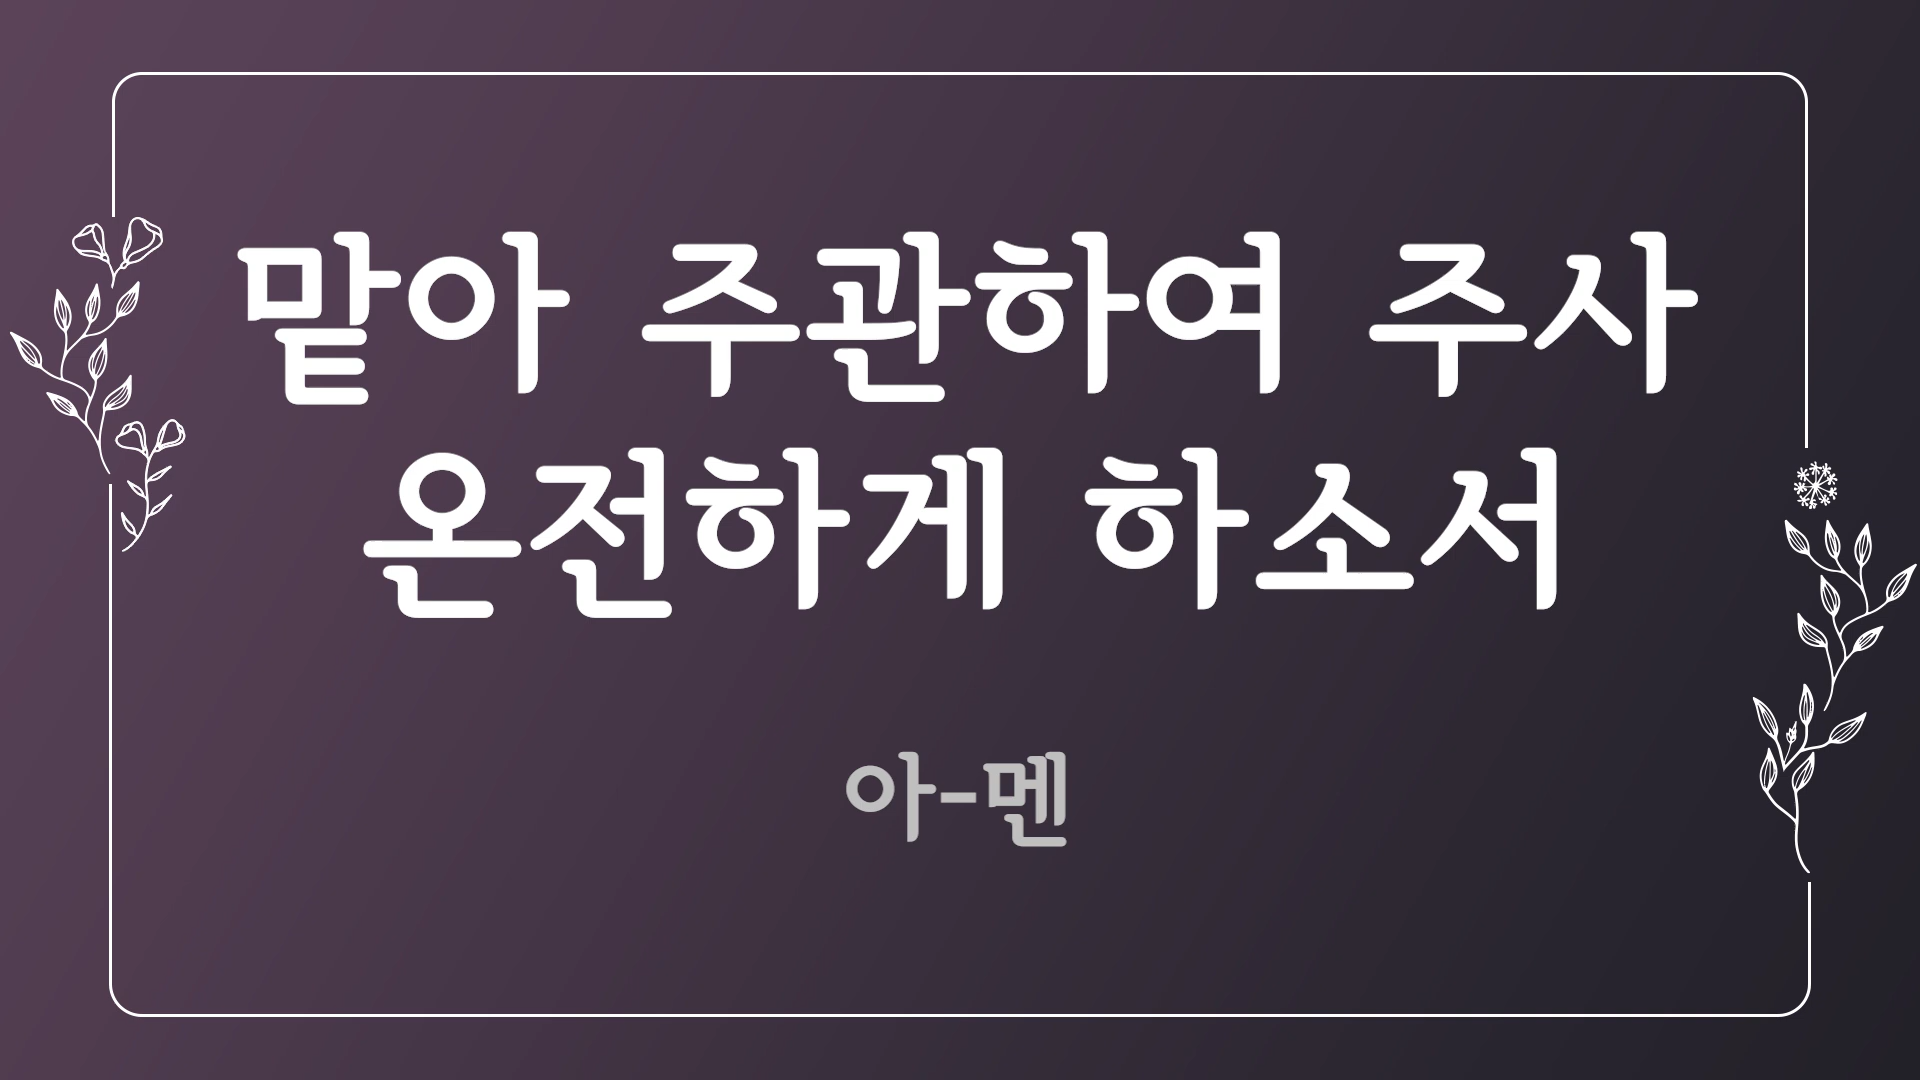 맡아 주관하여 주사
온전하게 하소서
아-멘